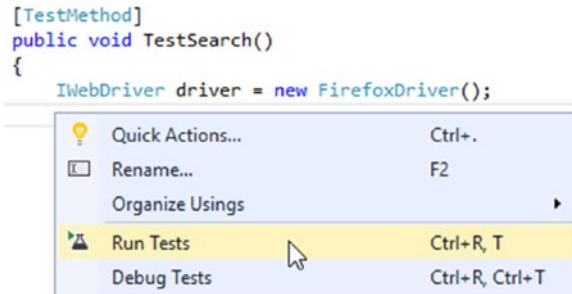 [TestMethod]
public void TestSearch()
{
IWebDriver driver = new FirefoxDriver();
Quick Actions... Ctrl+.
Rename... F2
Organize Usings
Run Tests Ctrl+R, T
Debug Tests Ctrl+R, Ctrl+T